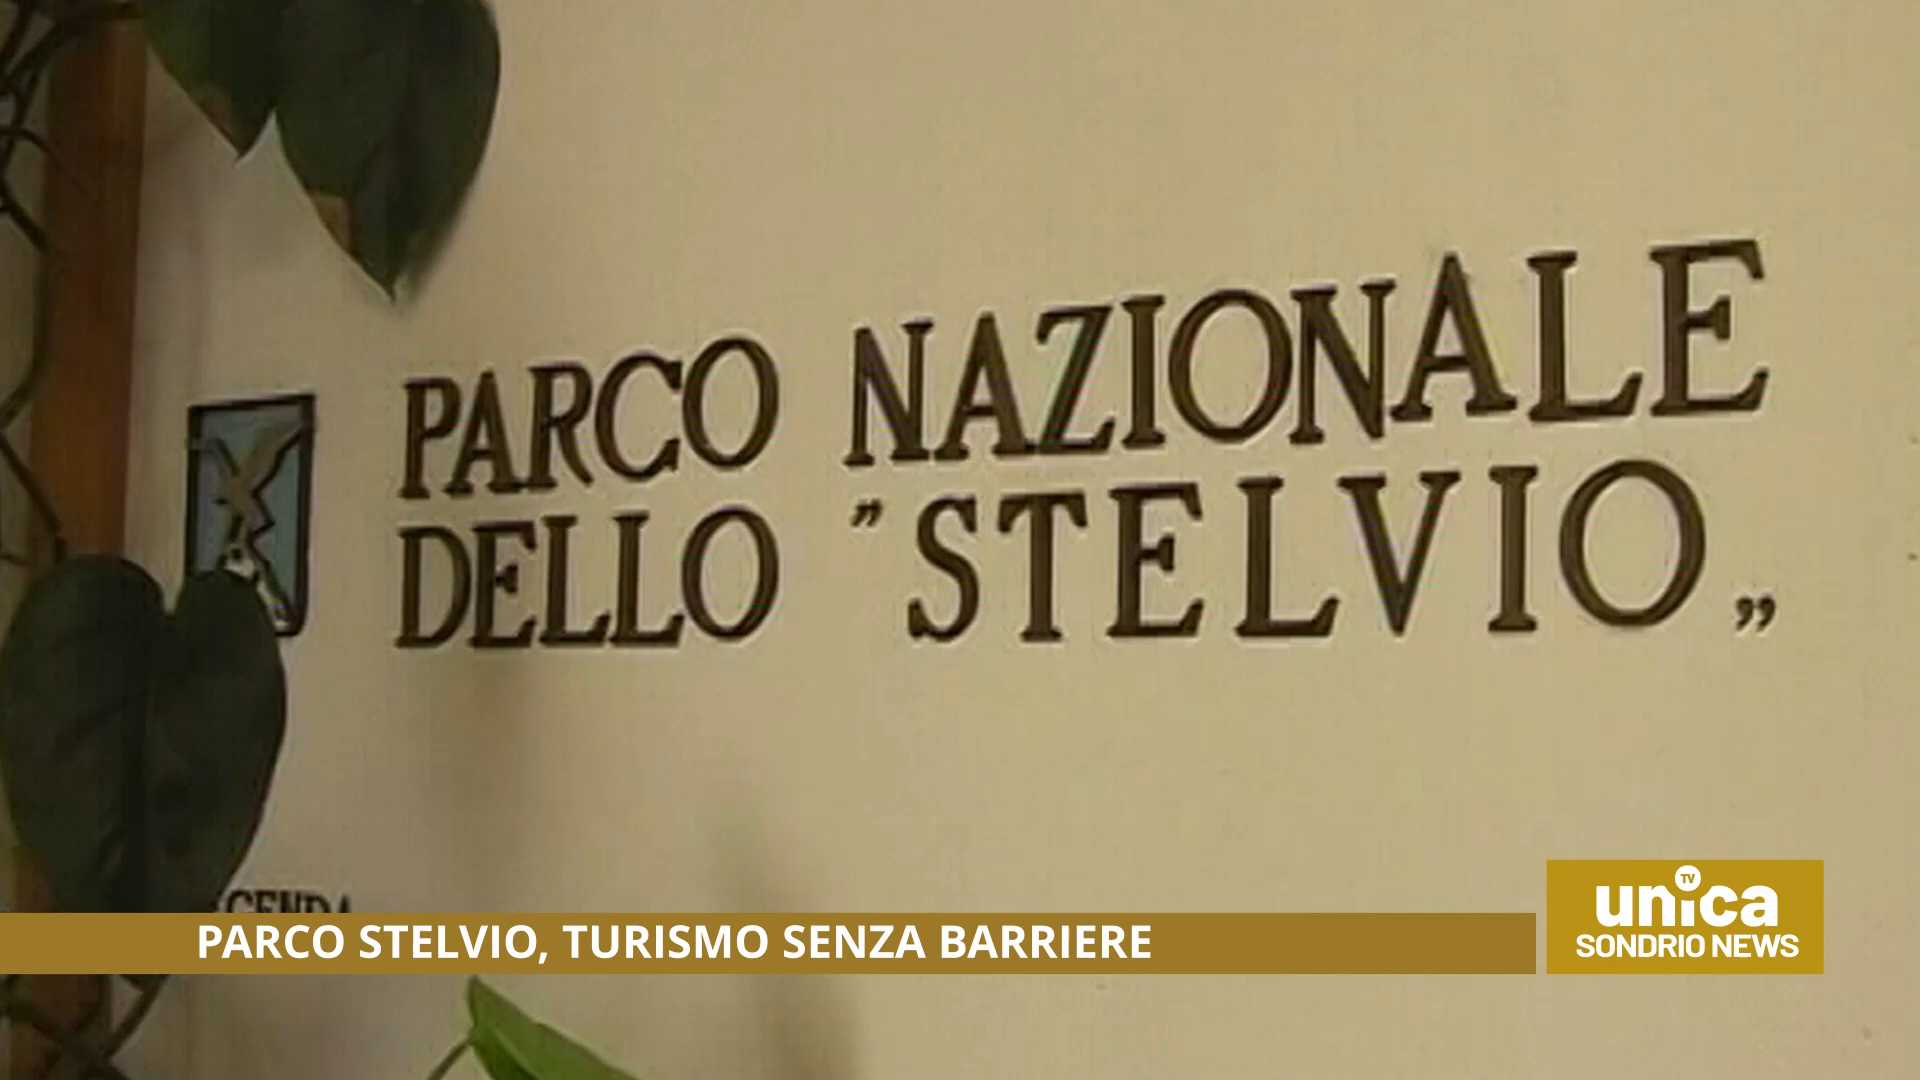 PARCO NAZIONALE
DELLO "STELVIO„
PARCO STELVIO, TURISMO SENZA BARRIERE
TV
unica
SONDRIO NEWS